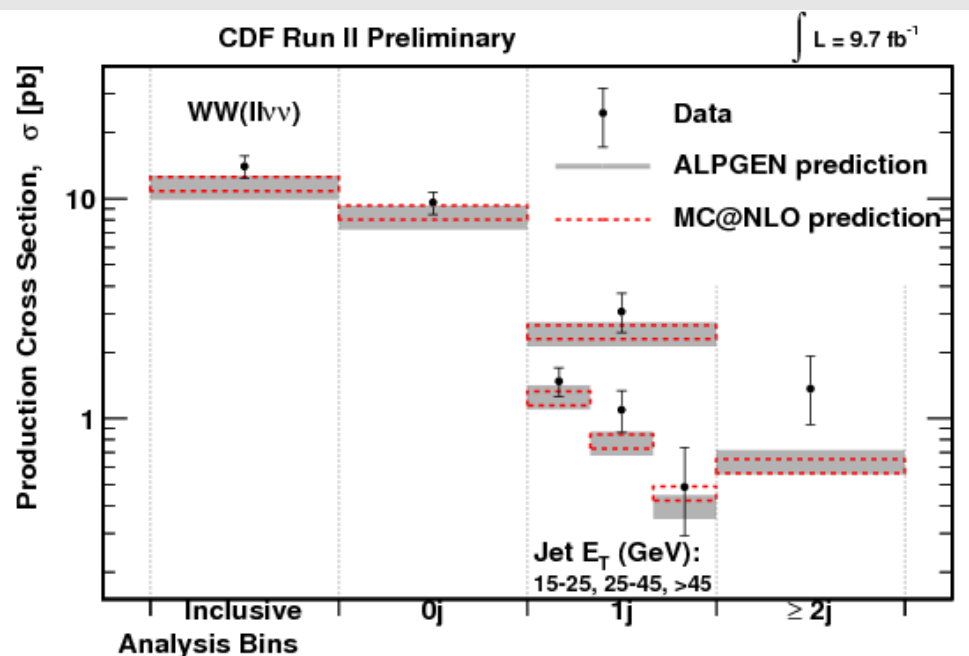 CDF Run II Preliminary
∫ L = 9.7 fb⁻¹
WW(llνν)
Data
ALPGEN prediction
MC@NLO prediction
Production Cross Section, σ [pb]
10
1
Jet E_T (GeV):
15-25, 25-45, >45
Inclusive 0j 1j ≥ 2j
Analysis Bins